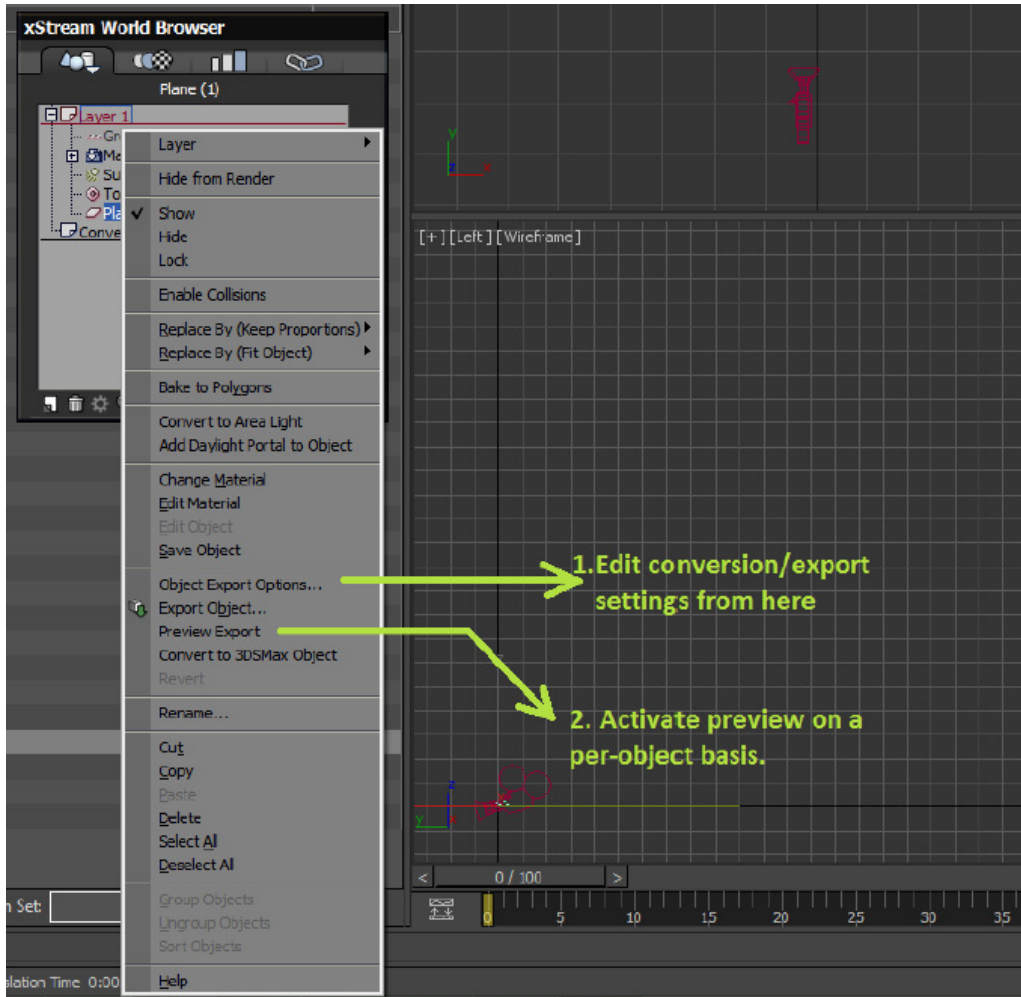 xStream World Browser
Plane (1)
Layer 1
Conve
Layer
Hide from Render
Show
Hide
Lock
Enable Collisions
Replace By (Keep Proportions)
Replace By (Fit Object)
Bake to Polygons
Convert to Area Light
Add Daylight Portal to Object
Change Material
Edit Material
Edit Object
Save Object
Object Export Options...
Export Object...
Preview Export
Convert to 3DSMax Object
Revert
Rename...
Cut
Copy
Paste
Delete
Select All
Deselect All
Group Objects
Ungroup Objects
Sort Objects
Help
n Set:
slation Time 0:00
y
z x
[+][Left][Wireframe]
1.Edit conversion/export
settings from here
2. Activate preview on a
per-object basis.
z
y
< 0 / 100 >
0 5 10 15 20 25 30 35